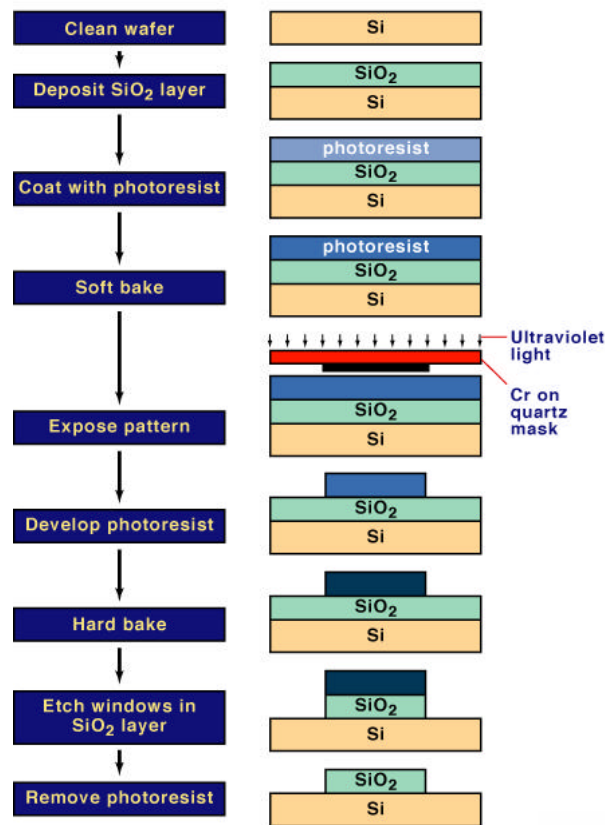 Clean wafer
Si
Deposit SiO₂ layer
SiO₂
Si
Coat with photoresist
photoresist
SiO₂
Si
Soft bake
photoresist
SiO₂
Si
Ultraviolet
light
Cr on
quartz
mask
Expose pattern
SiO₂
Si
Develop photoresist
SiO₂
Si
Hard bake
SiO₂
Si
Etch windows in
SiO₂ layer
SiO₂
Si
Remove photoresist
SiO₂
Si